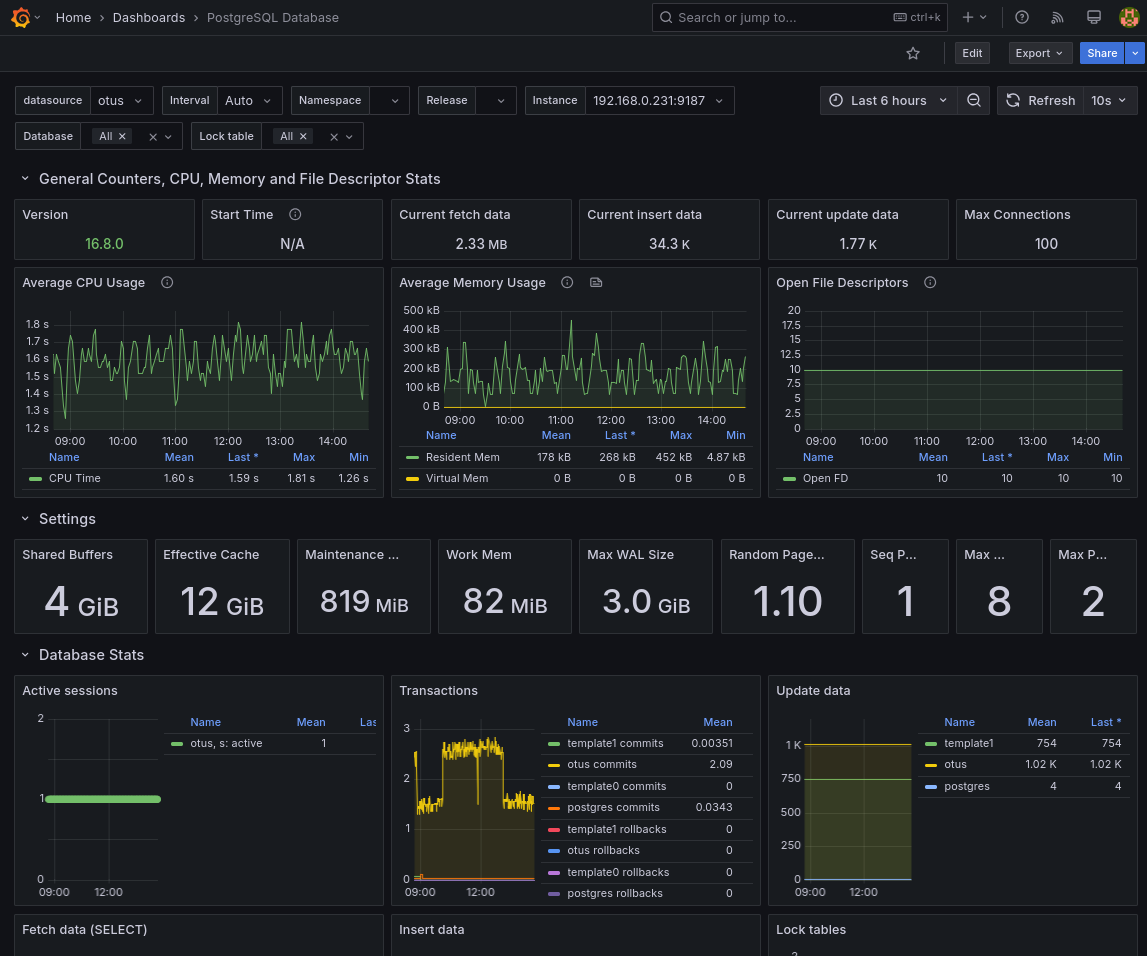 Home › Dashboards › PostgreSQL Database
Search or jump to... ctrl+k
Edit Export Share
datasource otus Interval Auto Namespace Release Instance 192.168.0.231:9187 Last 6 hours Refresh 10s
Database All Lock table All
General Counters, CPU, Memory and File Descriptor Stats
Version Start Time Current fetch data Current insert data Current update data Max Connections
16.8.0 N/A 2.33 MB 34.3 K 1.77 K 100
Average CPU Usage
1.8 s
1.7 s
1.6 s
1.5 s
1.4 s
1.3 s
1.2 s
09:00 10:00 11:00 12:00 13:00 14:00
Name Mean Last * Max Min
CPU Time 1.60 s 1.59 s 1.81 s 1.26 s
Average Memory Usage
500 kB
400 kB
300 kB
200 kB
100 kB
0 B
09:00 10:00 11:00 12:00 13:00 14:00
Name Mean Last * Max Min
Resident Mem 178 kB 268 kB 452 kB 4.87 kB
Virtual Mem 0 B 0 B 0 B 0 B
Open File Descriptors
20
17.5
15
12.5
10
7.5
5
2.5
0
09:00 10:00 11:00 12:00 13:00 14:00
Name Mean Last * Max Min
Open FD 10 10 10 10
Settings
Shared Buffers Effective Cache Maintenance ... Work Mem Max WAL Size Random Page... Seq P... Max ... Max P...
4 GiB 12 GiB 819 MiB 82 MiB 3.0 GiB 1.10 1 8 2
Database Stats
Active sessions
2
1
0
09:00 12:00
Name Mean Las
otus, s: active 1
Transactions
3
2
1
0
09:00 12:00
Name Mean
template1 commits 0.00351
otus commits 2.09
template0 commits 0
postgres commits 0.0343
template1 rollbacks 0
otus rollbacks 0
template0 rollbacks 0
postgres rollbacks 0
Update data
1 K
750
500
250
0
09:00 12:00
Name Mean Last *
template1 754 754
otus 1.02 K 1.02 K
postgres 4 4
Fetch data (SELECT) Insert data Lock tables